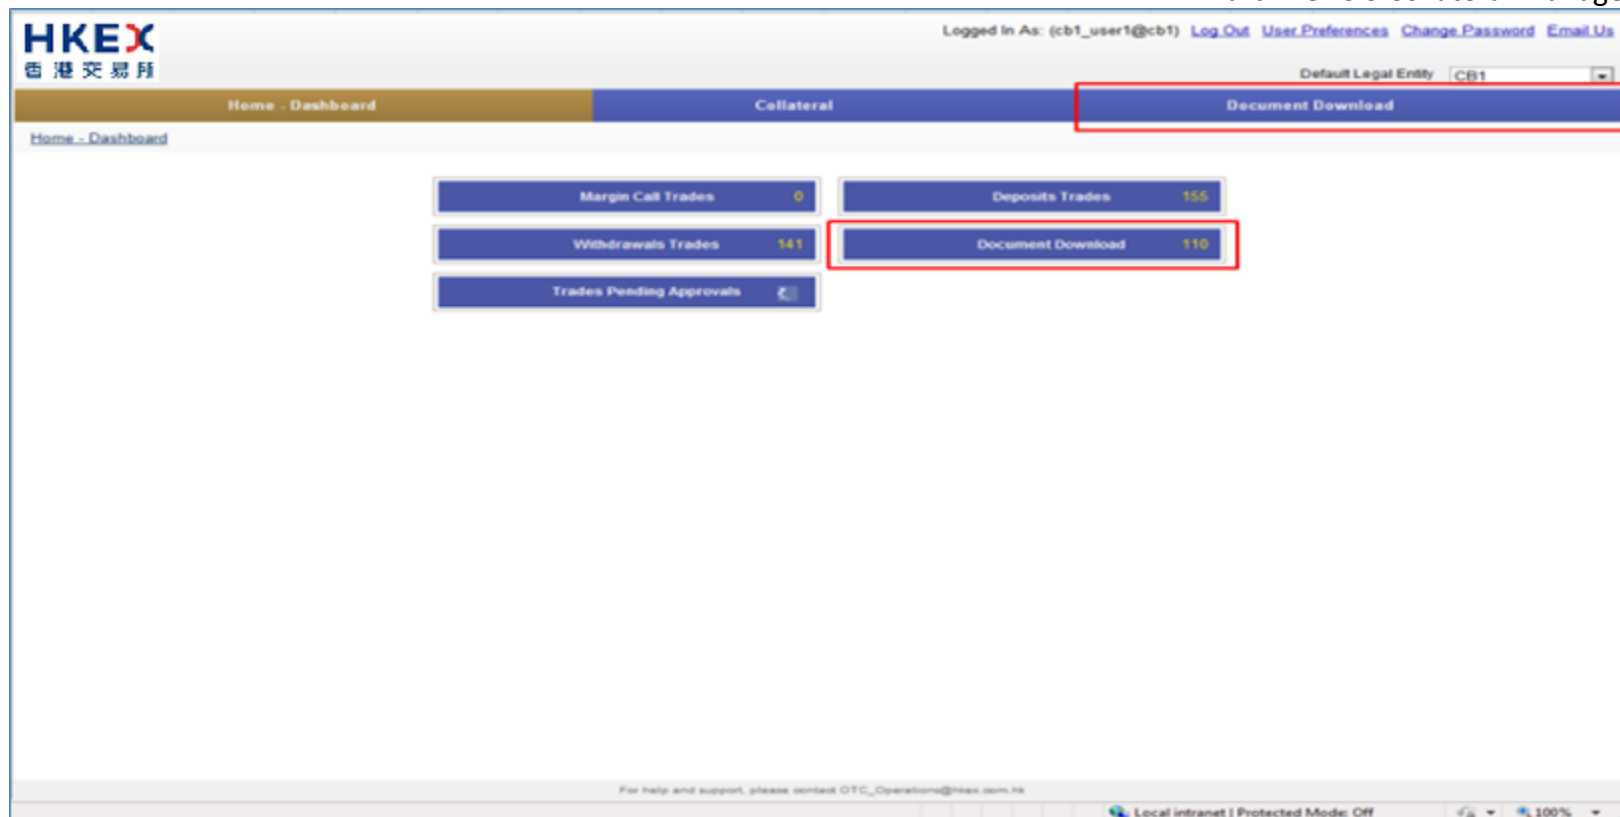 HKEX
香港交易所
Logged In As: (cb1_user1@cb1) Log Out User Preferences Change Password Email Us
Default Legal Entity CB1
Home - Dashboard Collateral Document Download
Home - Dashboard
Margin Call Trades 0 Deposits Trades 155
Withdrawals Trades 141 Document Download 110
Trades Pending Approvals
For help and support, please contact OTC_Operations@hkex.com.hk
Local intranet | Protected Mode: Off 100%